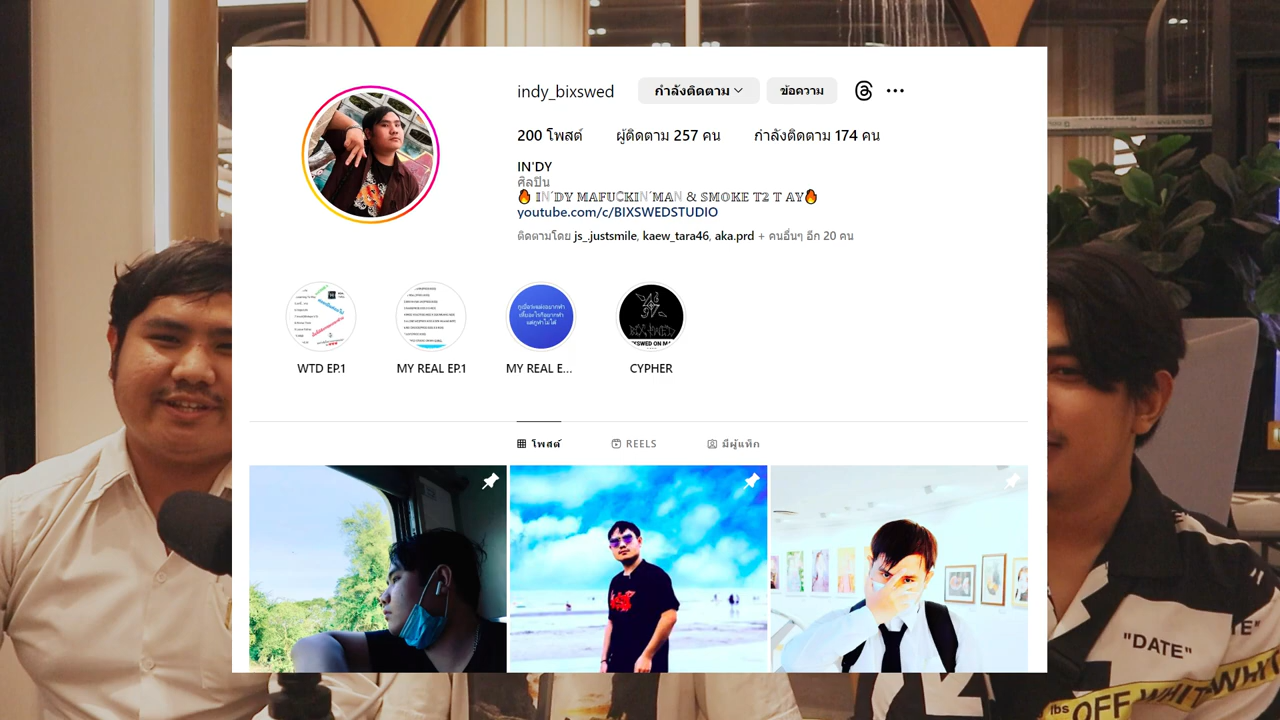 indy_bixswed
กำลังติดตาม
ข้อความ
200 โพสต์
ผู้ติดตาม 257 คน
กำลังติดตาม 174 คน
IN'DY
ศิลปิน
🔥 IN´DY MAFUCKIN´MAN & SMOKE T2 T AY🔥
youtube.com/c/BIXSWEDSTUDIO
ติดตามโดย js_.justsmile, kaew_tara46, aka.prd + คนอื่นๆ อีก 20 คน
WTD EP.1
MY REAL EP.1
MY REAL E...
CYPHER
โพสต์
REELS
มีผู้แท็ก
"DATE"
OFF WHITE